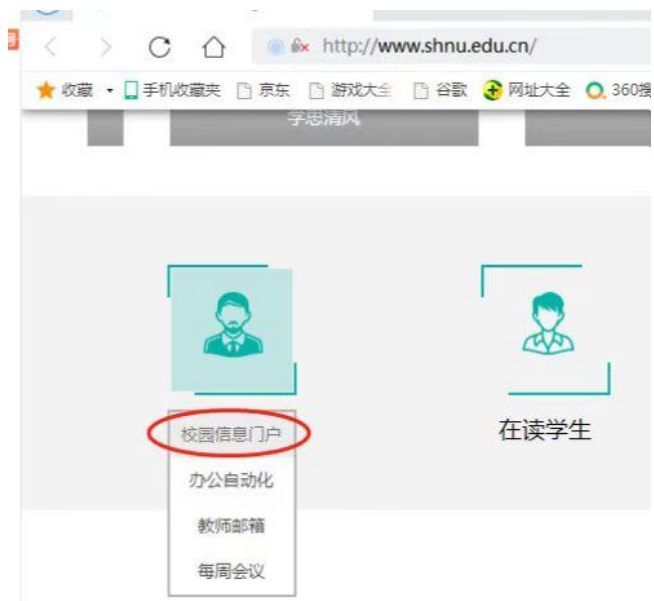 http://www.shnu.edu.cn/
收藏 手机收藏夹 京东 游戏大全 谷歌 网址大全 360搜
学思清风
校园信息门户
在读学生
办公自动化
教师邮箱
每周会议